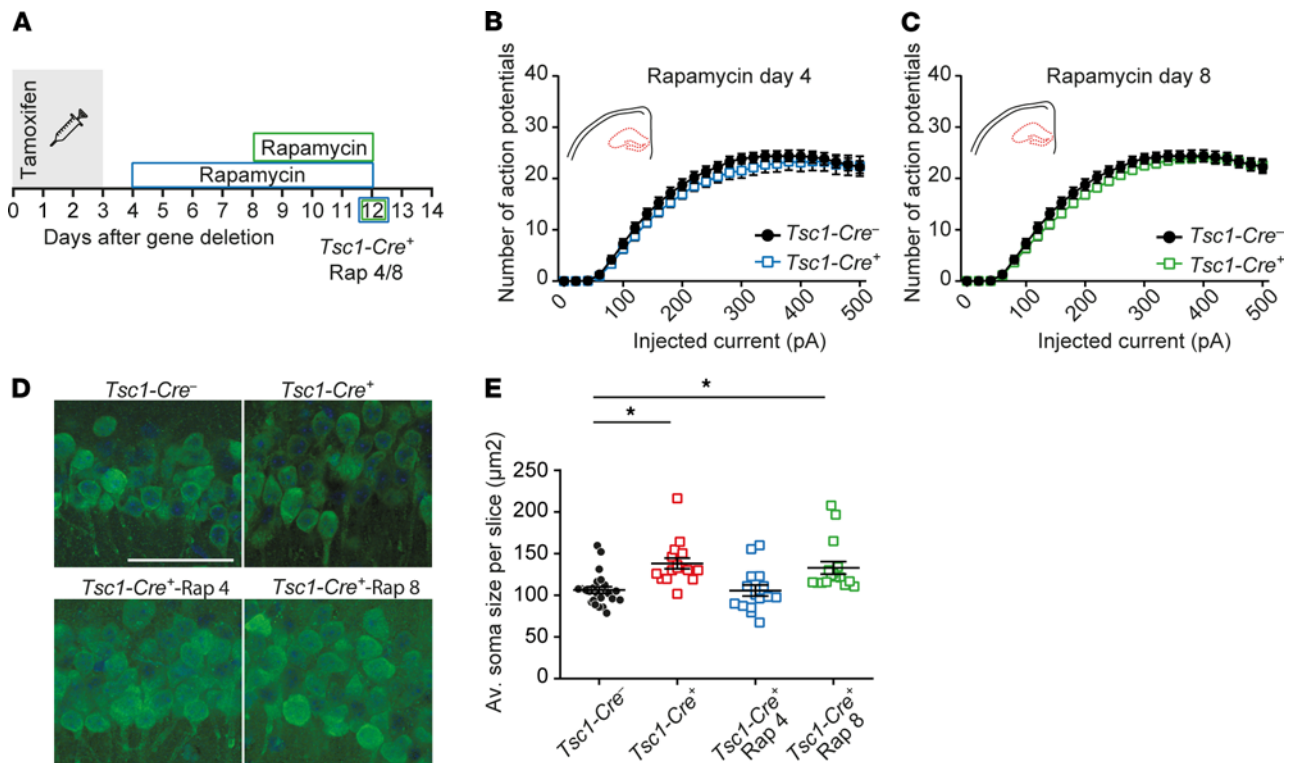 A
Tamoxifen
Rapamycin
Rapamycin
0 1 2 3 4 5 6 7 8 9 10 11 12 13 14
Days after gene deletion
Tsc1-Cre+
Rap 4/8
B
Rapamycin day 4
Number of action potentials
40
30
20
10
0
Tsc1-Cre–
Tsc1-Cre+
0 100 200 300 400 500
Injected current (pA)
C
Rapamycin day 8
Number of action potentials
40
30
20
10
0
Tsc1-Cre–
Tsc1-Cre+
0 100 200 300 400 500
Injected current (pA)
D
Tsc1-Cre–
Tsc1-Cre+
Tsc1-Cre+-Rap 4
Tsc1-Cre+-Rap 8
E
*
*
Av. soma size per slice (µm2)
250
200
150
100
50
0
Tsc1-Cre–
Tsc1-Cre+
Tsc1-Cre+
Rap 4
Tsc1-Cre+
Rap 8